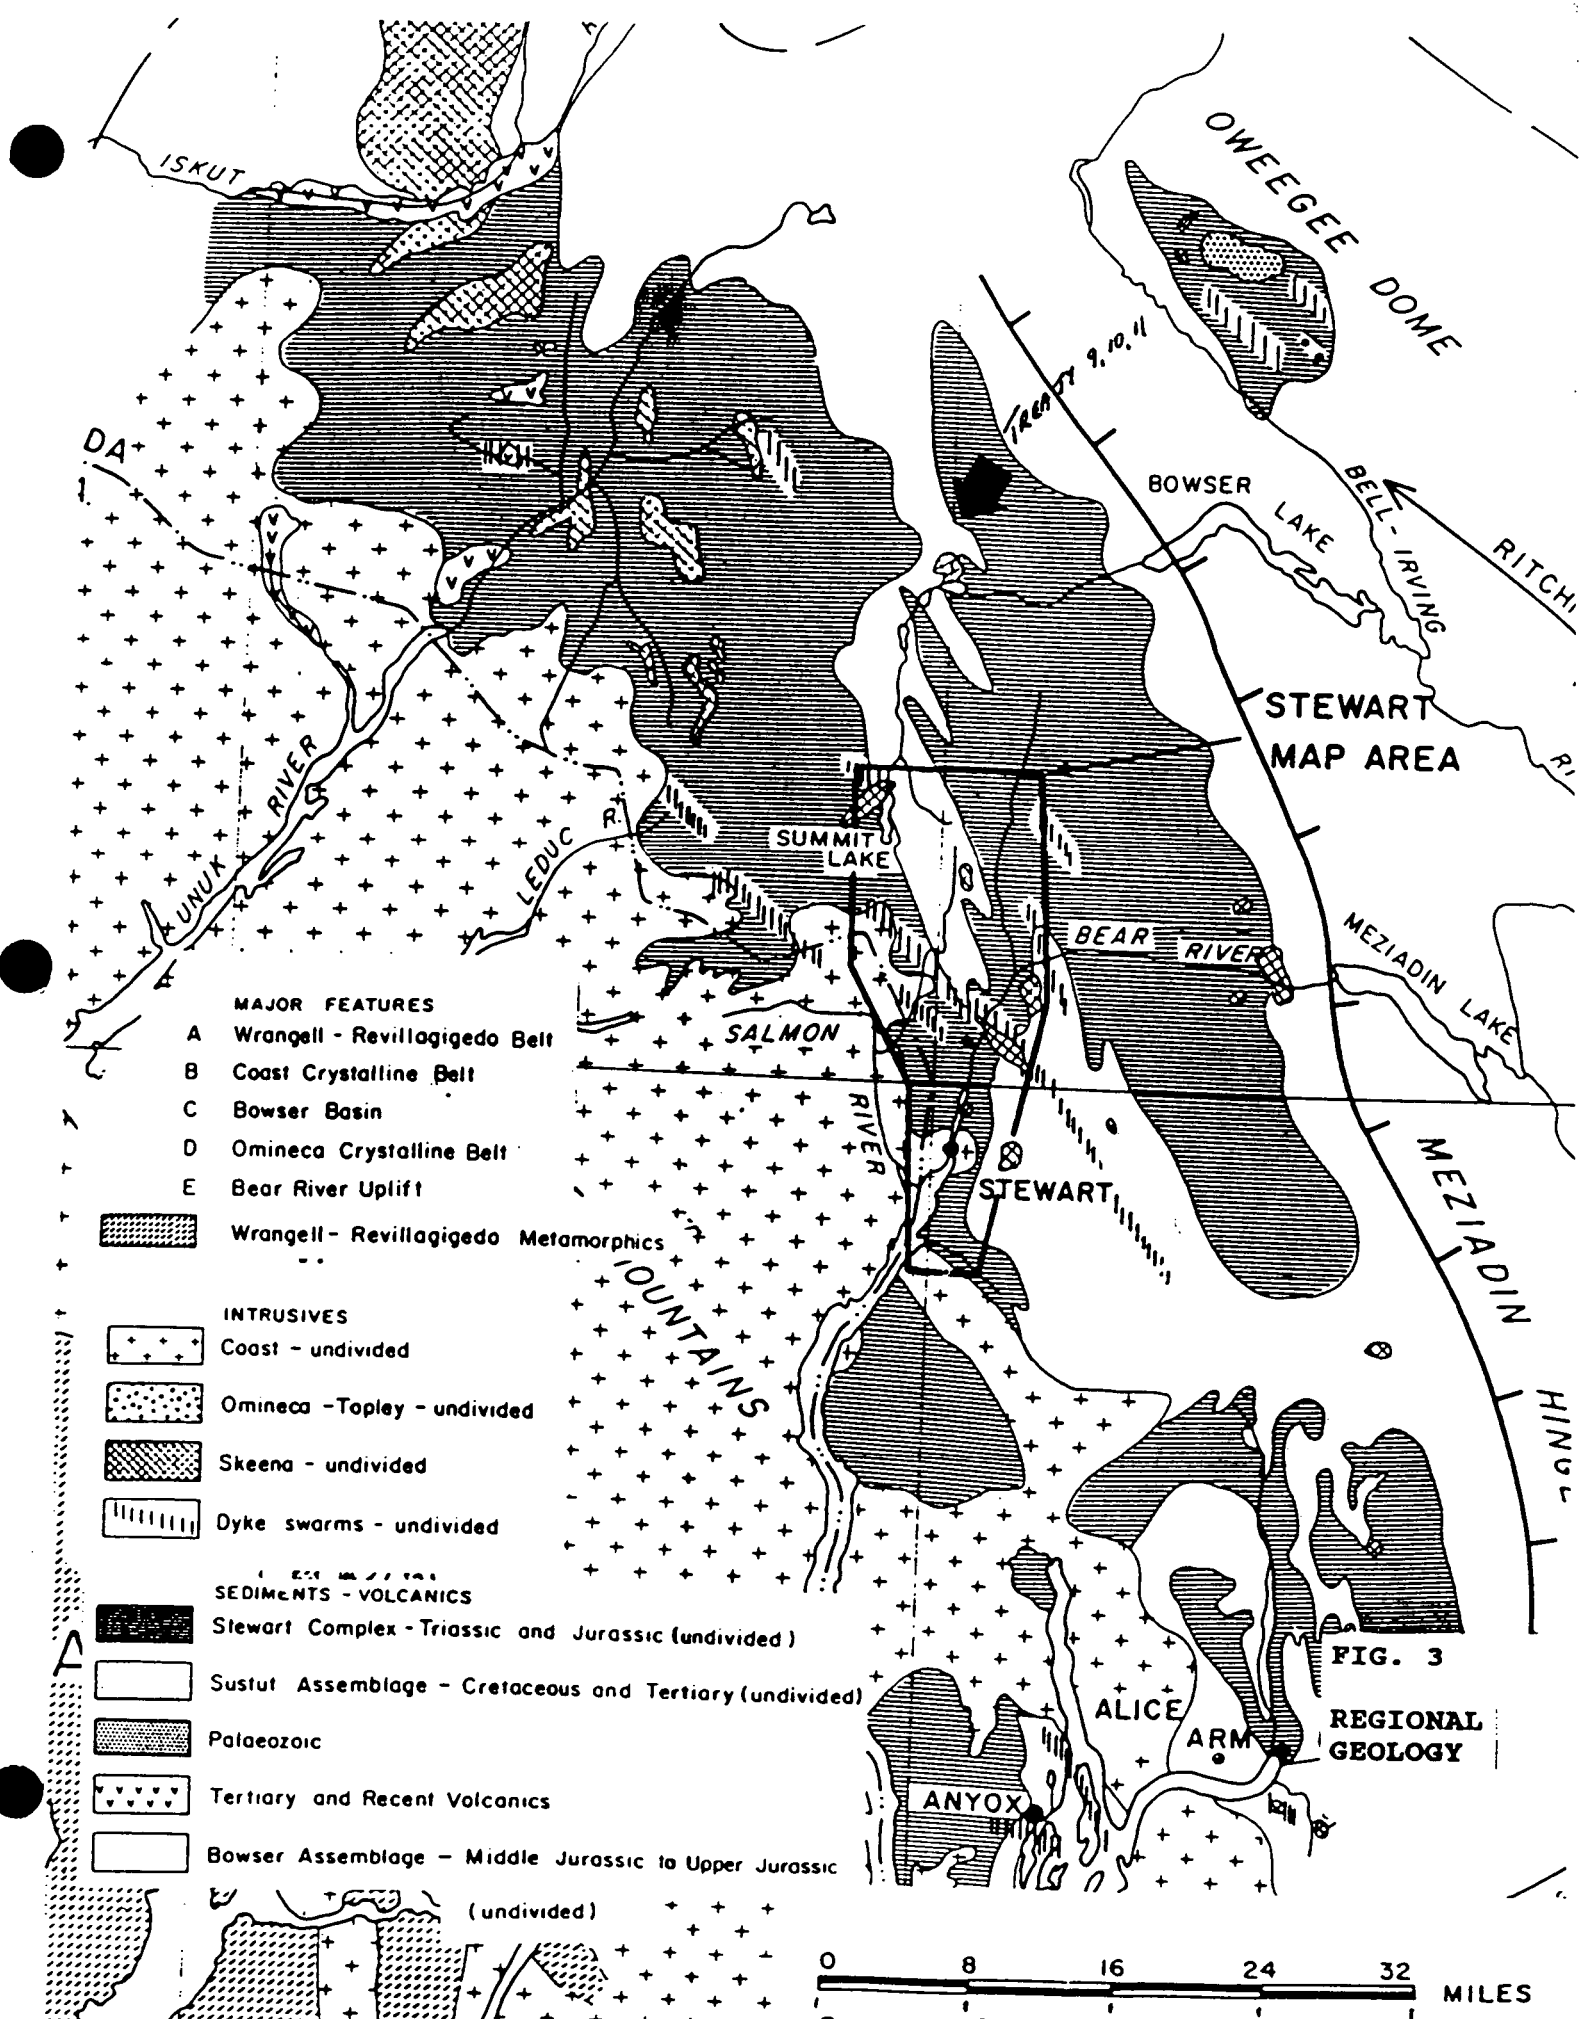 ISKUT
OWEEGEE DOME
TREATY 9,10,11
DA
BOWSER
LAKE
BELL-IRVING
STEWART
MAP AREA
UNUK RIVER
LEDUC R.
SUMMIT
LAKE
BEAR RIVER
MEZIADIN LAKE
SALMON
RIVER
STEWART
MEZIADIN
OUNTAINS
MAJOR FEATURES
A Wrangell - Revillagigedo Belt
B Coast Crystalline Belt
C Bowser Basin
D Omineca Crystalline Belt
E Bear River Uplift
Wrangell - Revillagigedo Metamorphics
INTRUSIVES
Coast - undivided
Omineca - Topley - undivided
Skeena - undivided
Dyke swarms - undivided
SEDIMENTS - VOLCANICS
Stewart Complex - Triassic and Jurassic (undivided)
Sustut Assemblage - Cretaceous and Tertiary (undivided)
Palaeozoic
Tertiary and Recent Volcanics
Bowser Assemblage - Middle Jurassic to Upper Jurassic
(undivided)
A
ALICE
ARM
ANYOX
FIG. 3
REGIONAL
GEOLOGY
0 8 16 24 32
MILES